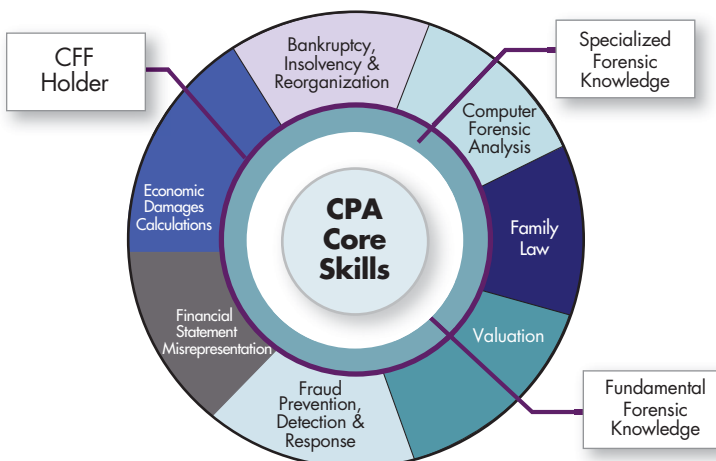 CFF
Holder
Bankruptcy,
Insolvency &
Reorganization
Specialized
Forensic
Knowledge
Computer
Forensic
Analysis
Economic
Damages
Calculations
CPA
Core
Skills
Family
Law
Financial
Statement
Misrepresentation
Valuation
Fraud
Prevention,
Detection &
Response
Fundamental
Forensic
Knowledge